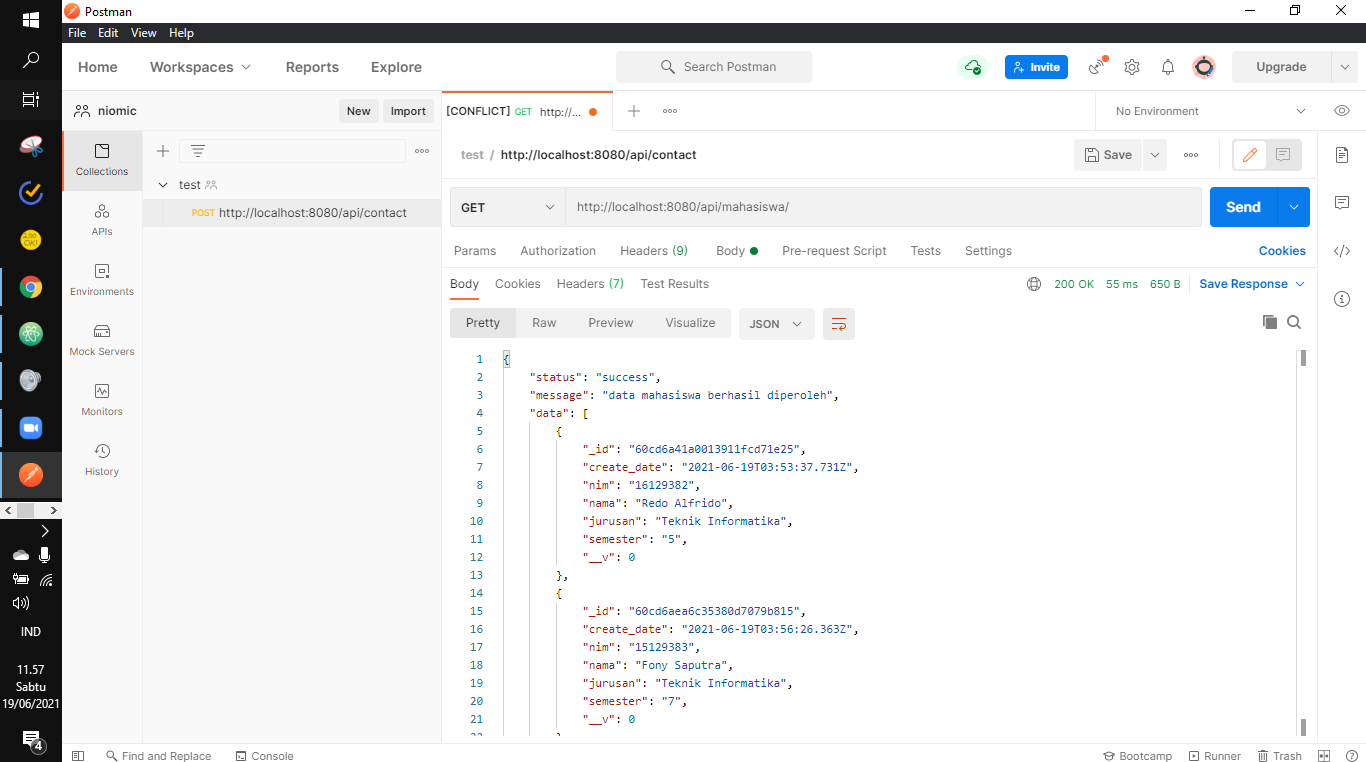 Postman
File Edit View Help
Home Workspaces Reports Explore Search Postman Invite Upgrade
niomic New Import [CONFLICT] GET http://... No Environment
Collections
APIs
Environments
Mock Servers
Monitors
History
test
POST http://localhost:8080/api/contact
test / http://localhost:8080/api/contact Save
GET http://localhost:8080/api/mahasiswa/ Send
Params Authorization Headers (9) Body Pre-request Script Tests Settings Cookies
Body Cookies Headers (7) Test Results 200 OK 55 ms 650 B Save Response
Pretty Raw Preview Visualize JSON
1 {
2 "status": "success",
3 "message": "data mahasiswa berhasil diperoleh",
4 "data": [
5 {
6 "_id": "60cd6a41a0013911fcd71e25",
7 "create_date": "2021-06-19T03:53:37.731Z",
8 "nim": "16129382",
9 "nama": "Redo Alfrido",
10 "jurusan": "Teknik Informatika",
11 "semester": "5",
12 "__v": 0
13 },
14 {
15 "_id": "60cd6aea6c35380d7079b815",
16 "create_date": "2021-06-19T03:56:26.363Z",
17 "nim": "15129383",
18 "nama": "Fony Saputra",
19 "jurusan": "Teknik Informatika",
20 "semester": "7",
21 "__v": 0
IND
11.57
Sabtu
19/06/2021
4
Find and Replace Console Bootcamp Runner Trash